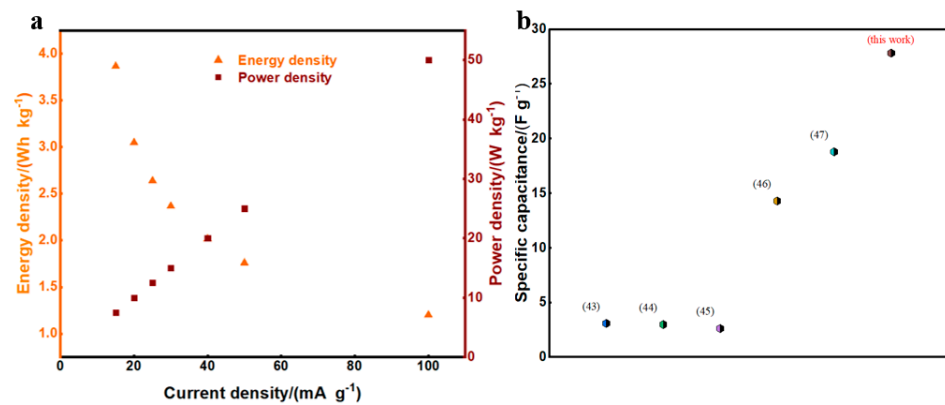 a
Energy density
Power density
Energy density/(Wh kg⁻¹)
4.0
3.5
3.0
2.5
2.0
1.5
1.0
Power density/(W kg⁻¹)
50
40
30
20
10
0
0 20 40 60 80 100
Current density/(mA g⁻¹)
b
Specific capacitance/(F g⁻¹)
30
25
20
15
10
5
0
(this work)
(47)
(46)
(43)
(44)
(45)